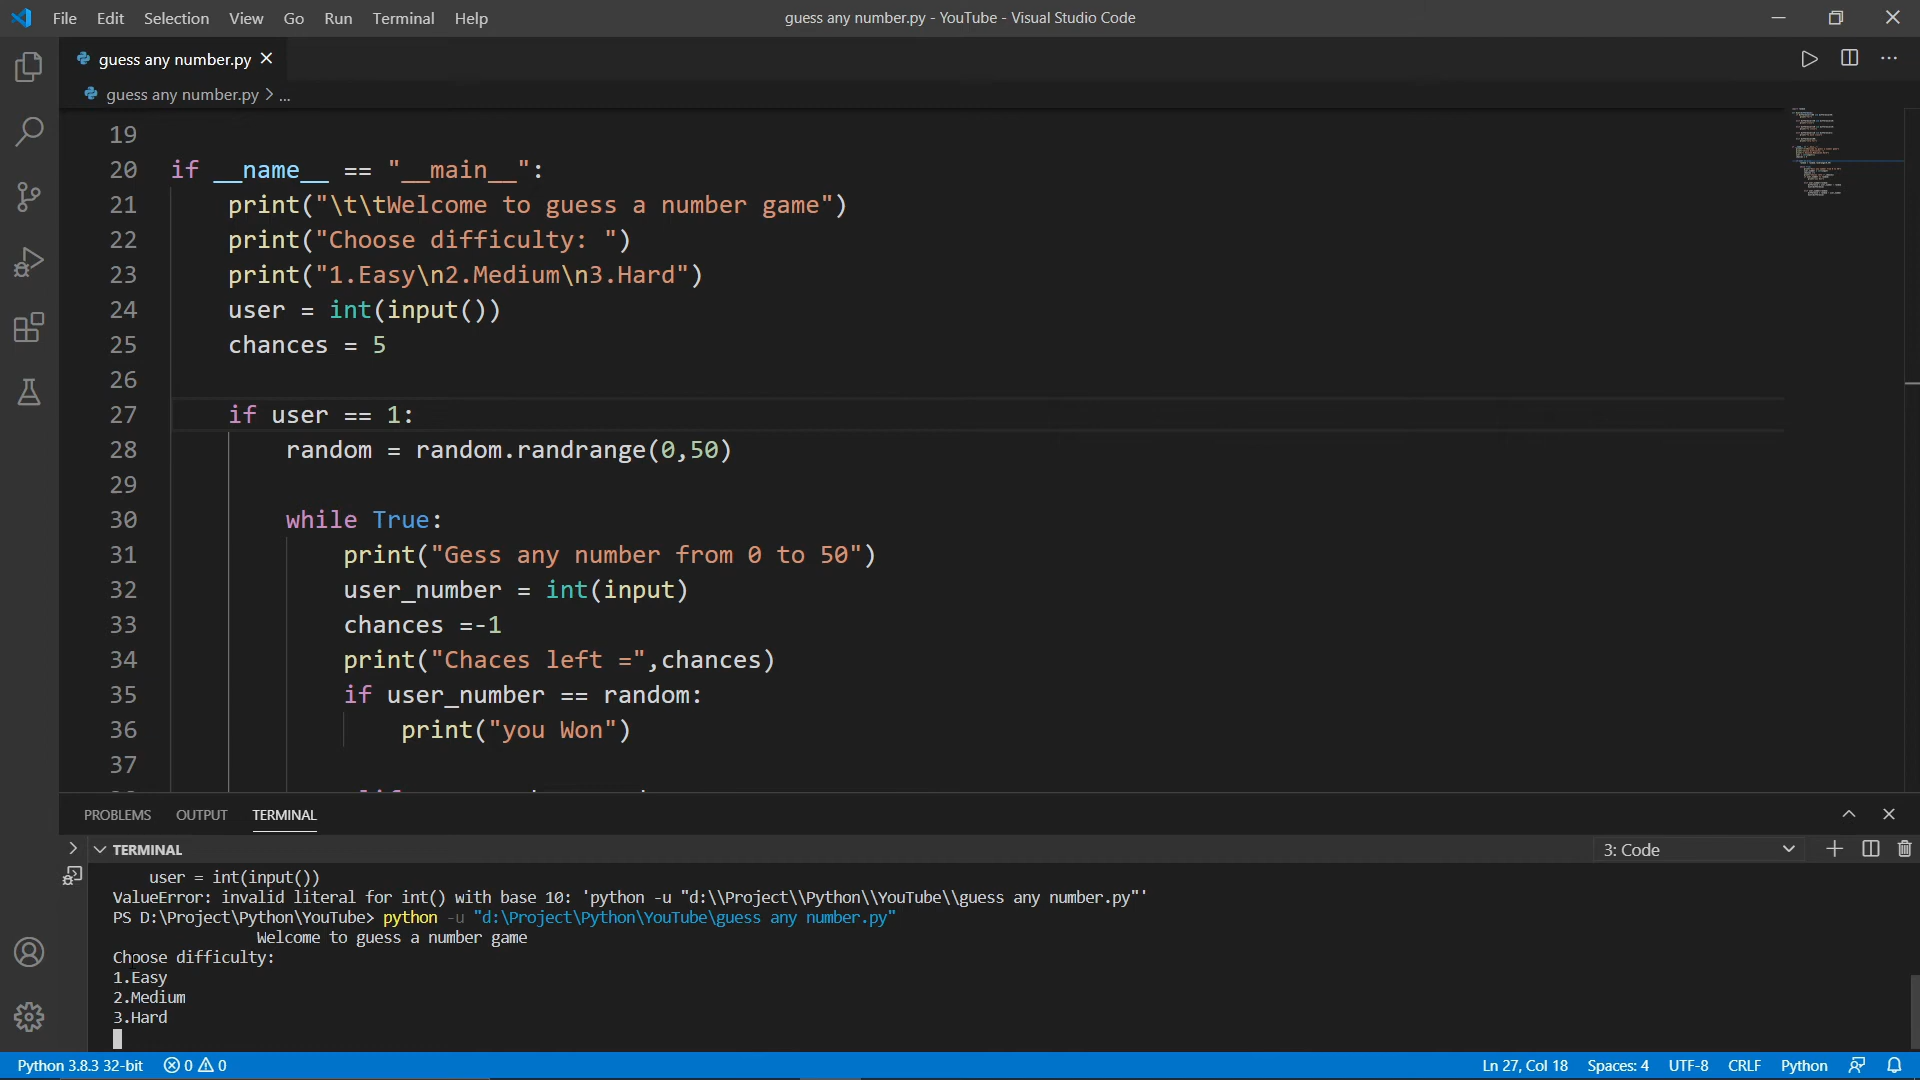 File Edit Selection View Go Run Terminal Help
guess any number.py - YouTube - Visual Studio Code
guess any number.py
guess any number.py > ...
19
20 if __name__ == "__main__":
21 print("\t\tWelcome to guess a number game")
22 print("Choose difficulty: ")
23 print("1.Easy\n2.Medium\n3.Hard")
24 user = int(input())
25 chances = 5
26
27 if user == 1:
28 random = random.randrange(0,50)
29
30 while True:
31 print("Gess any number from 0 to 50")
32 user_number = int(input)
33 chances =-1
34 print("Chaces left =",chances)
35 if user_number == random:
36 print("you Won")
37
PROBLEMS OUTPUT TERMINAL
TERMINAL
3: Code
user = int(input())
ValueError: invalid literal for int() with base 10: 'python -u "d:\\Project\\Python\\YouTube\\guess any number.py"'
PS D:\Project\Python\YouTube> python -u "d:\Project\Python\YouTube\guess any number.py"
Welcome to guess a number game
Choose difficulty:
1.Easy
2.Medium
3.Hard
Python 3.8.3 32-bit 0 0 Ln 27, Col 18 Spaces: 4 UTF-8 CRLF Python